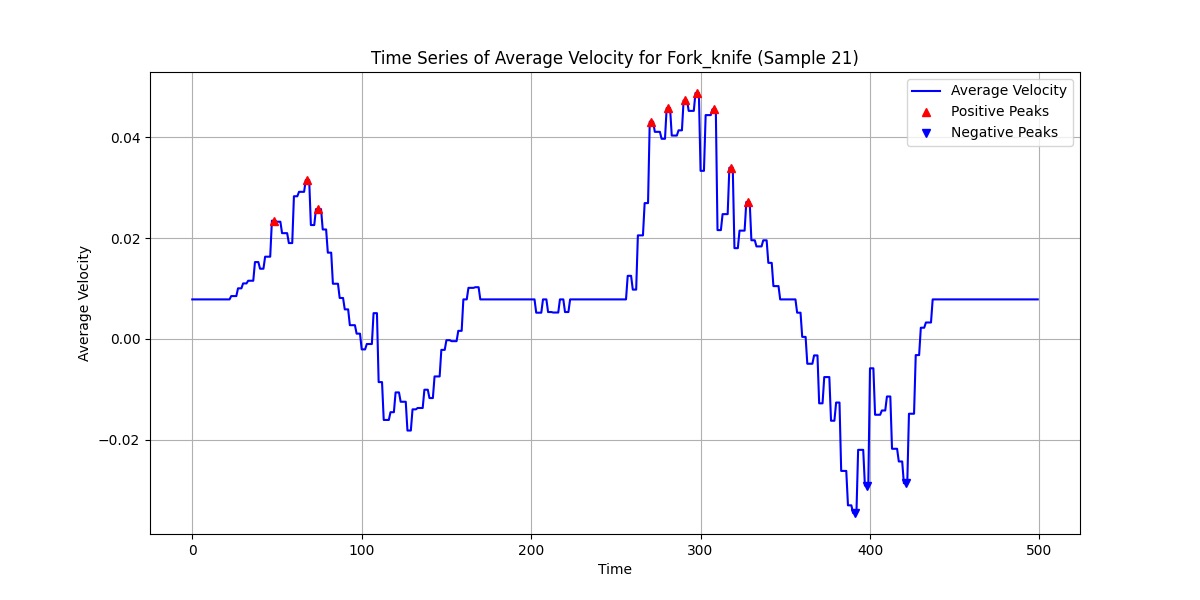 Time Series of Average Velocity for Fork_knife (Sample 21)
Average Velocity
Positive Peaks
Negative Peaks
0.04
0.02
0.00
−0.02
Average Velocity
0
100
200
300
400
500
Time